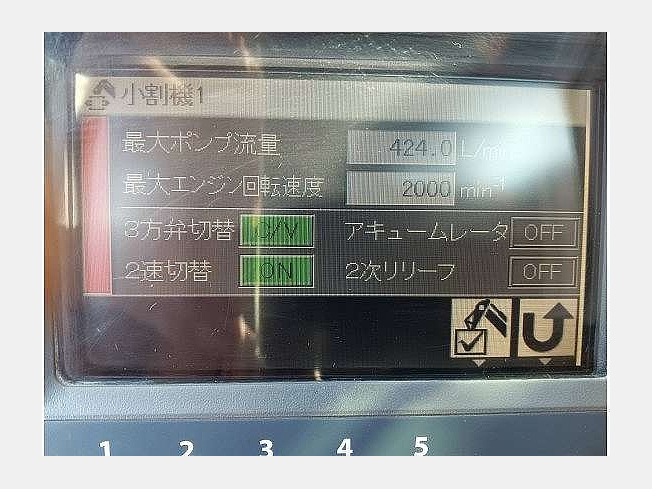 小割機1
最大ポンプ流量 424.0 L/min
最大エンジン回転速度 2000 min-1
3方弁切替 C/V アキュームレータ OFF
2速切替 ON 2次リリーフ OFF
1 2 3 4 5